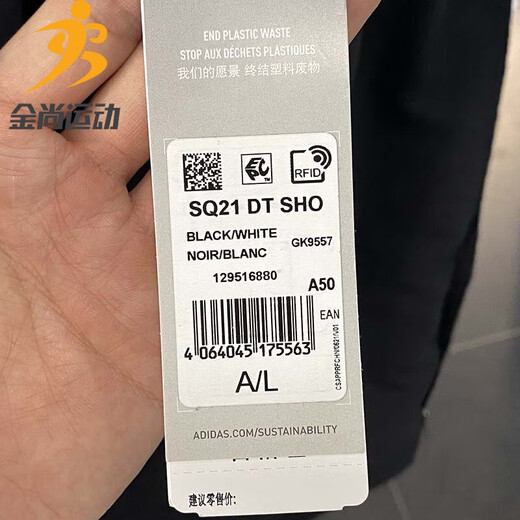 金尚运动
END PLASTIC WASTE
STOP AUX DÉCHETS PLASTIQUES
我们的愿景 终结塑料废物
EPC
TM
RFID
SQ21 DT SHO
BLACK/WHITE
NOIR/BLANC
GK9557
129516880
A50
EAN
4 064045 175563
A/L
ADIDAS.COM/SUSTAINABILITY
建议零售价: